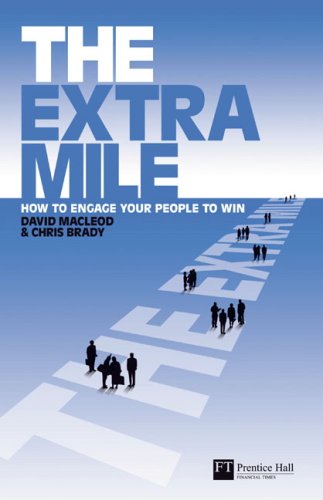 THE
EXTRA
MILE
HOW TO ENGAGE YOUR PEOPLE TO WIN
DAVID MACLEOD
& CHRIS BRADY
THE EXTRA MILE
FT Prentice Hall
FINANCIAL TIMES